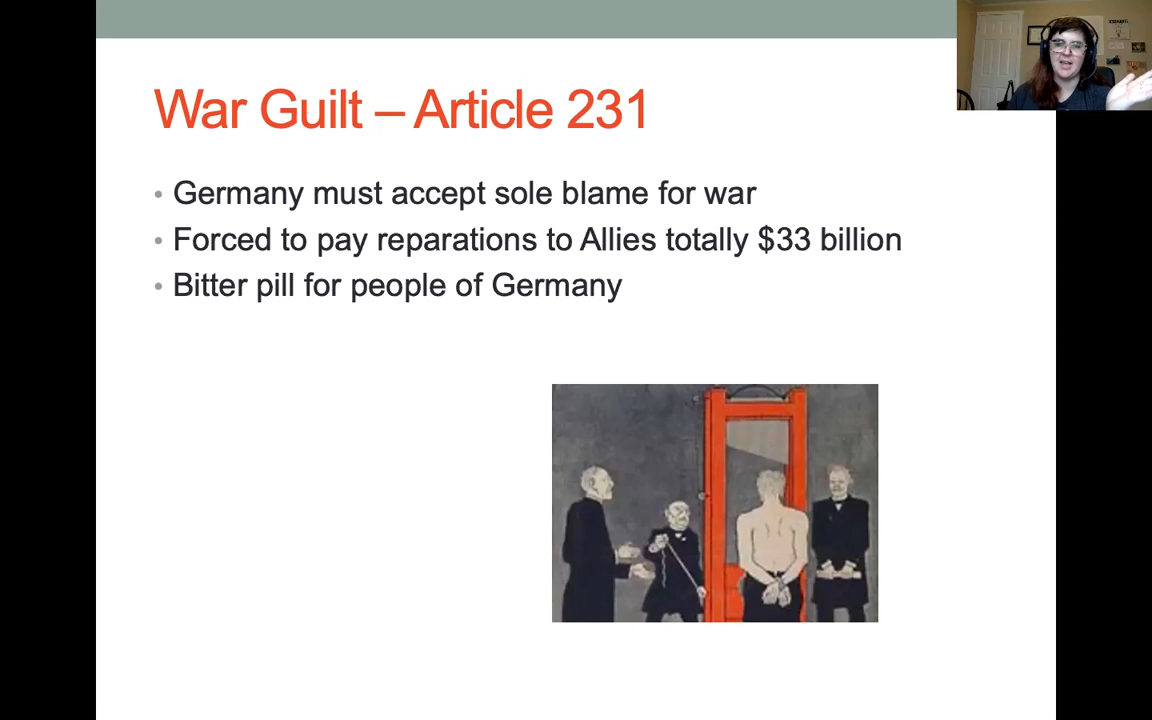 War Guilt – Article 231
• Germany must accept sole blame for war
• Forced to pay reparations to Allies totally $33 billion
• Bitter pill for people of Germany